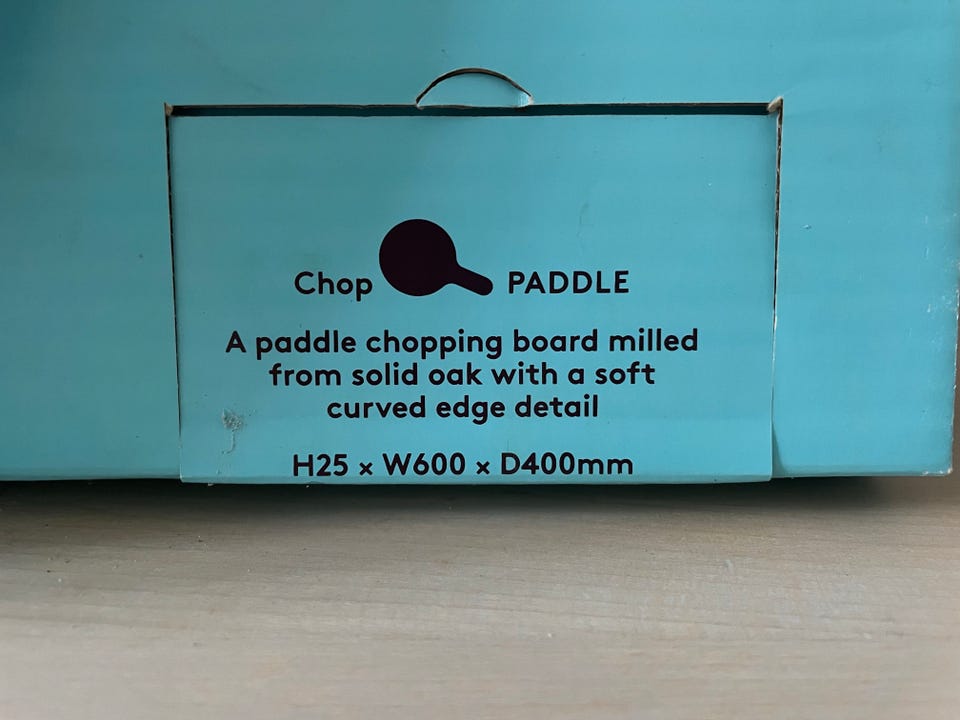 Chop PADDLE
A paddle chopping board milled
from solid oak with a soft
curved edge detail
H25 x W600 x D400mm